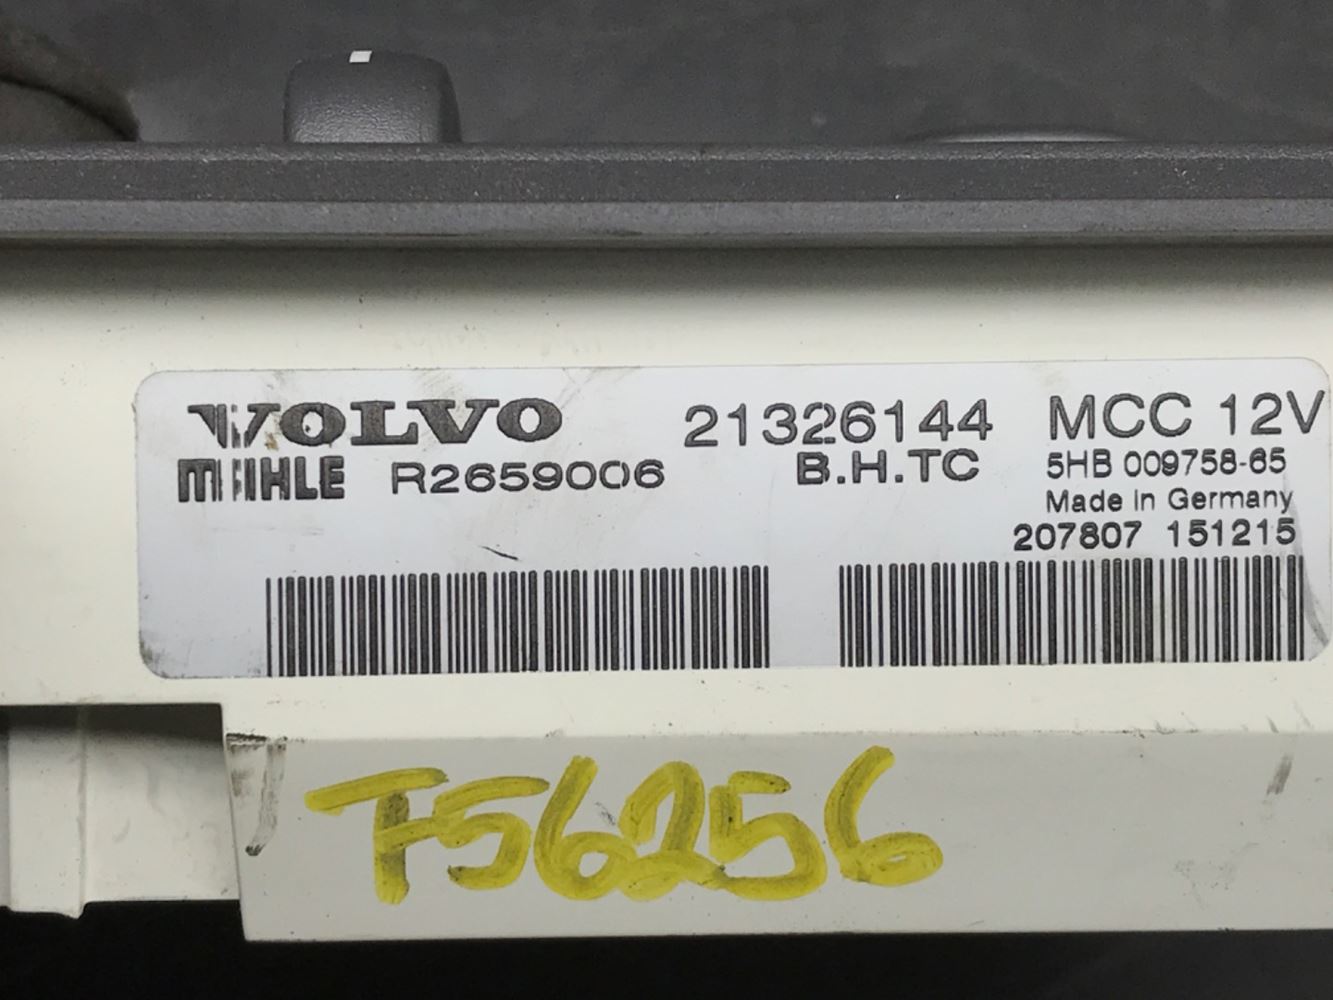 VOLVO 21326144 MCC 12V
MAHLE R2659006 B.H.TC 5HB 009758-65
Made in Germany
207807 151215
T56256